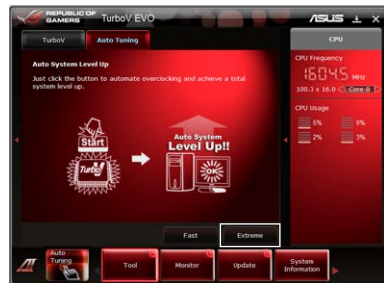 REPUBLIC OF
GAMERS
TurboV EVO
ASUS
TurboV
Auto Tuning
CPU
Auto System Level Up
Just click the button to automate overclocking and achieve a total
system level up.
CPU Frequency
1604.5 MHz
100.3 x 16.0 < Core 0 >
CPU Usage
5%
0%
2%
3%
Start
Turbo
Auto System
Level Up!!
OK
Fast
Extreme
Auto
Tuning
Tool
Monitor
Update
System
Information